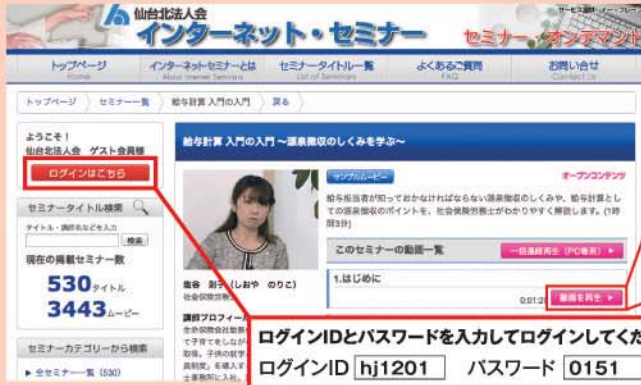 仙台北法人会
インターネット・セミナー
セミナー・オンデマンド
トップページ
Home
インターネットセミナーとは
About Internet Seminars
セミナータイトル一覧
List of Seminars
よくあるご質問
FAQ
お問い合せ
Contact Us
トップページ 〉 セミナー一覧 〉 給与計算 入門の入門 〉 戻る
ようこそ!
仙台北法人会 ゲスト会員様
ログインはこちら
セミナータイトル検索
タイトル・講師名などを入力
検索
現在の掲載セミナー数
530タイトル
3443ムービー
セミナーカテゴリーから検索
▶ 全セミナー一覧 (530)
給与計算 入門の入門 ~源泉徴収のしくみを学ぶ~
サンプルムービー
オープンコンテンツ
給与担当者が知っておかなければならない源泉徴収のしくみや、給与計算とし
ての源泉徴収のポイントを、社会保険労務士がわかりやすく解説します。(1時
間3分)
このセミナーの動画一覧
一括連続再生 (PC専用) ▶
1.はじめに
0:01:2
動画を再生 ▶
(しおや のりこ)
社会保険労務士
講師プロフィー
ログインIDとパスワードを入力してログインしてくだ
ログインID hj1201 パスワード 0151